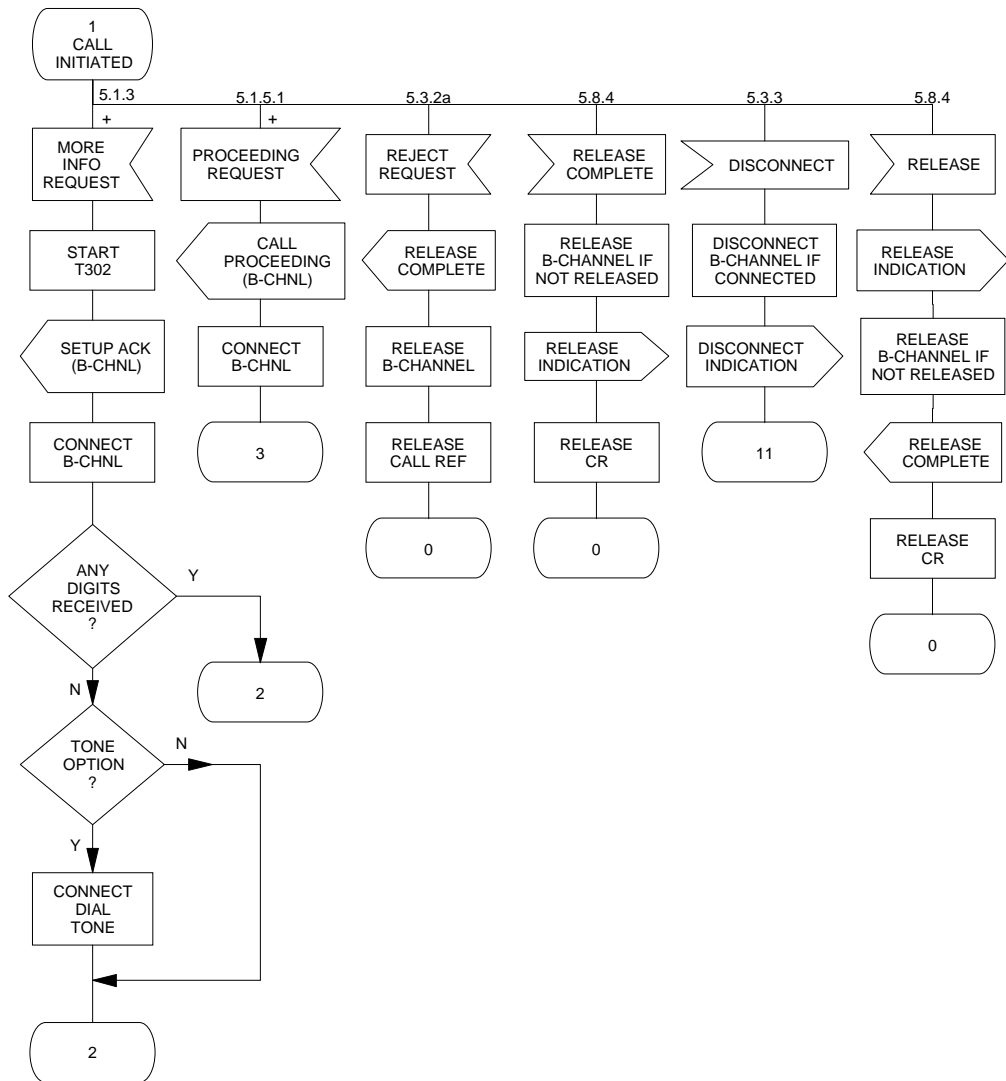 1
CALL
INITIATED
5.1.3
5.1.5.1
5.3.2a
5.8.4
5.3.3
5.8.4
+
+
MORE
INFO
REQUEST
PROCEEDING
REQUEST
REJECT
REQUEST
RELEASE
COMPLETE
DISCONNECT
RELEASE
START
T302
CALL
PROCEEDING
(B-CHNL)
RELEASE
COMPLETE
RELEASE
B-CHANNEL IF
NOT RELEASED
DISCONNECT
B-CHANNEL IF
CONNECTED
RELEASE
INDICATION
SETUP ACK
(B-CHNL)
CONNECT
B-CHNL
RELEASE
B-CHANNEL
RELEASE
INDICATION
DISCONNECT
INDICATION
RELEASE
B-CHANNEL IF
NOT RELEASED
CONNECT
B-CHNL
3
RELEASE
CALL REF
RELEASE
CR
11
RELEASE
COMPLETE
0
0
RELEASE
CR
ANY
DIGITS
RECEIVED
?
Y
0
N
2
TONE
OPTION
?
N
Y
CONNECT
DIAL
TONE
2